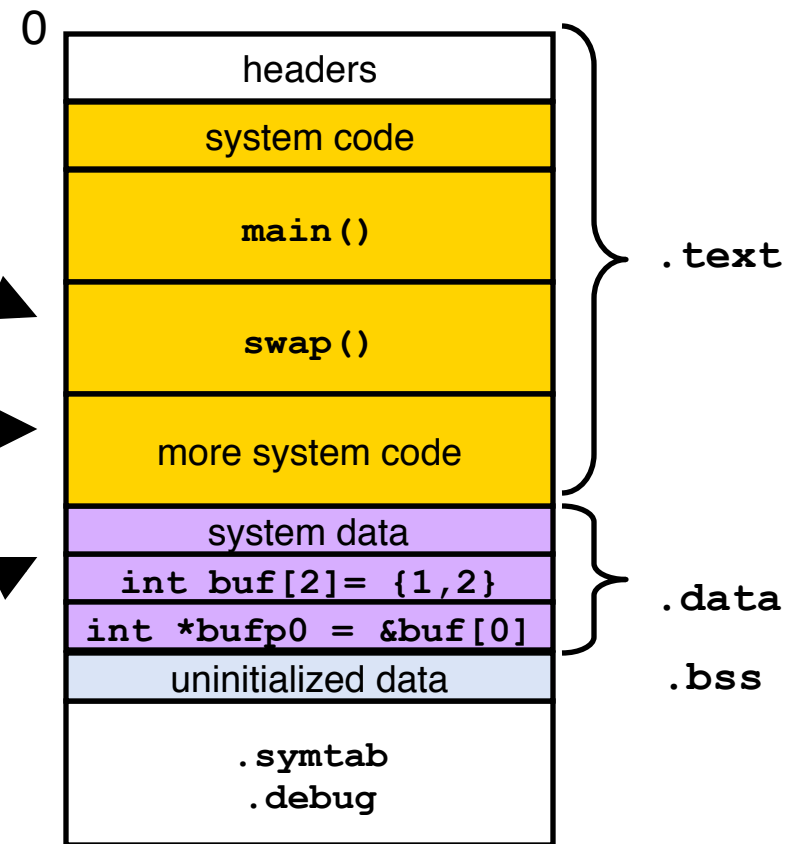 0
headers
system code
main()
swap()
more system code
.text
system data
int buf[2]= {1,2}
int *bufp0 = &buf[0]
.data
uninitialized data
.bss
.symtab
.debug